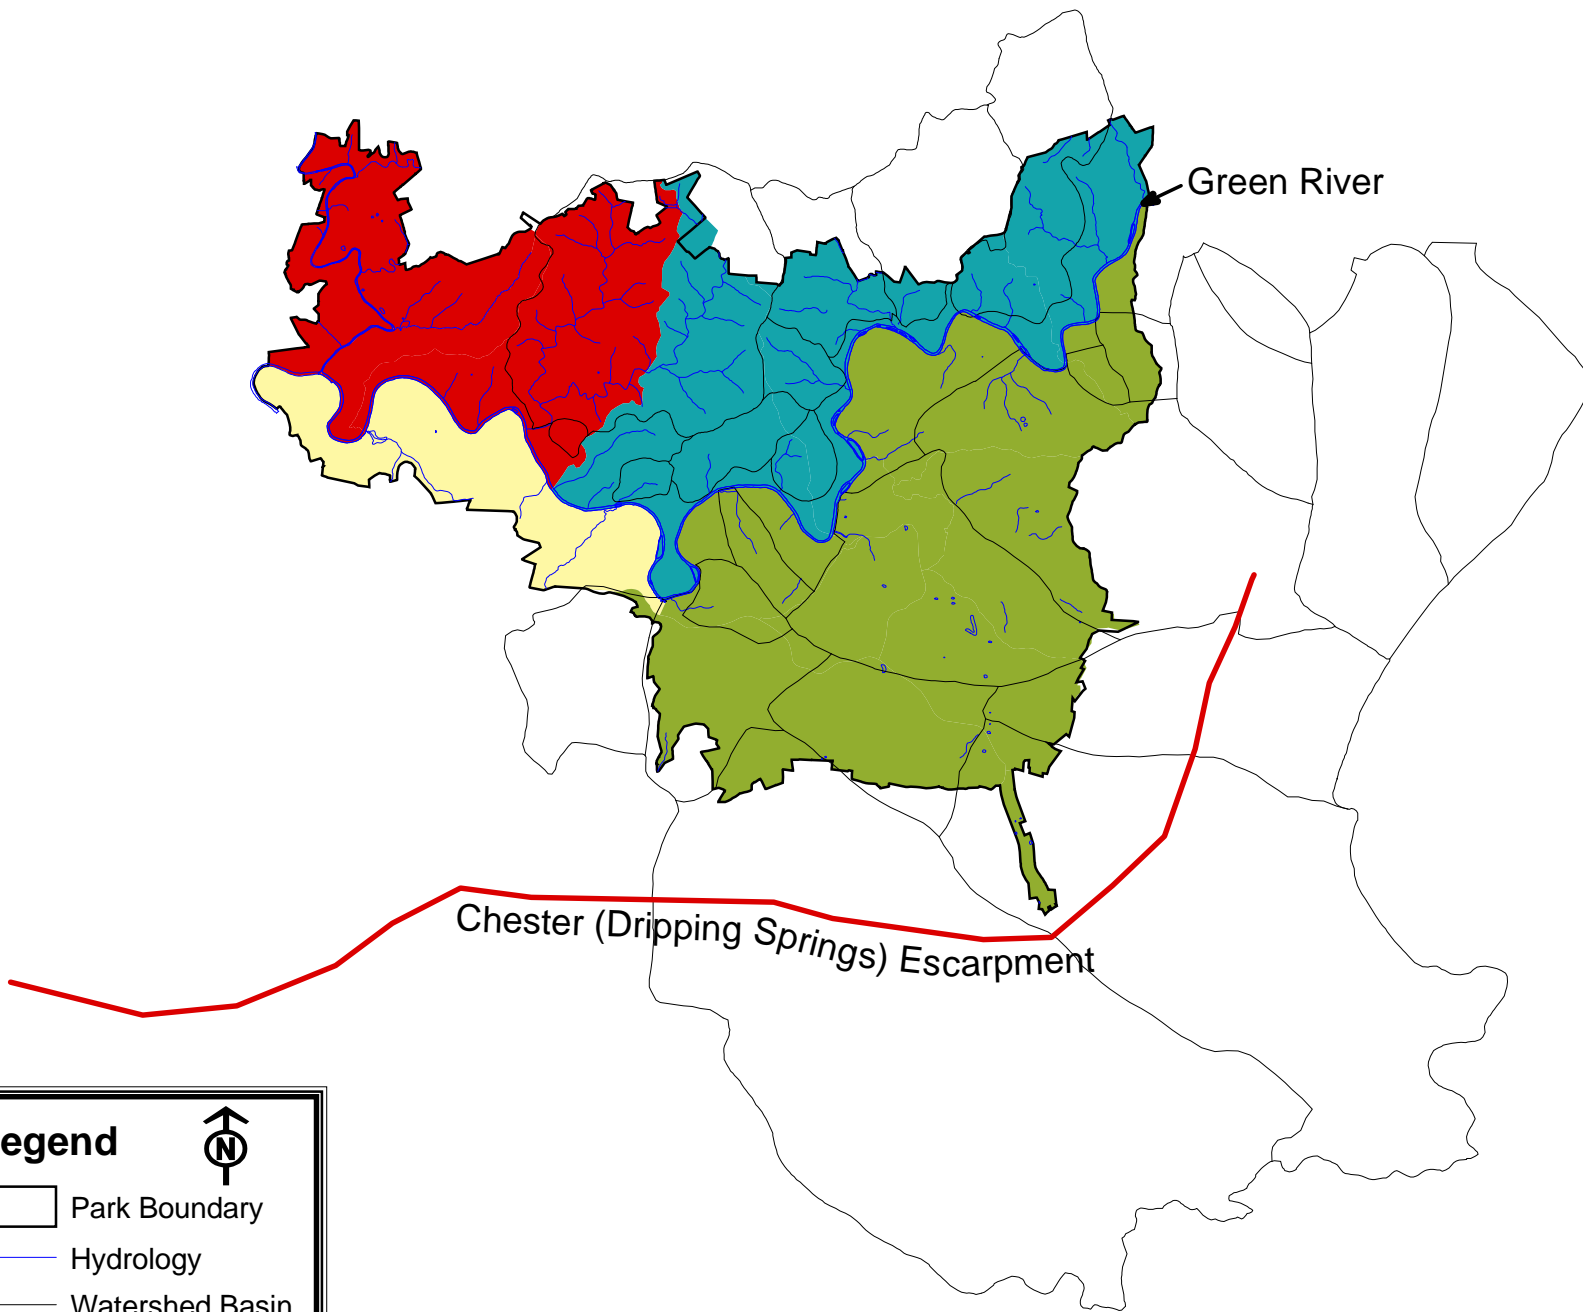 Green River
Chester (Dripping Springs) Escarpment
egend
N
Park Boundary
Hydrology
Watershed Basin